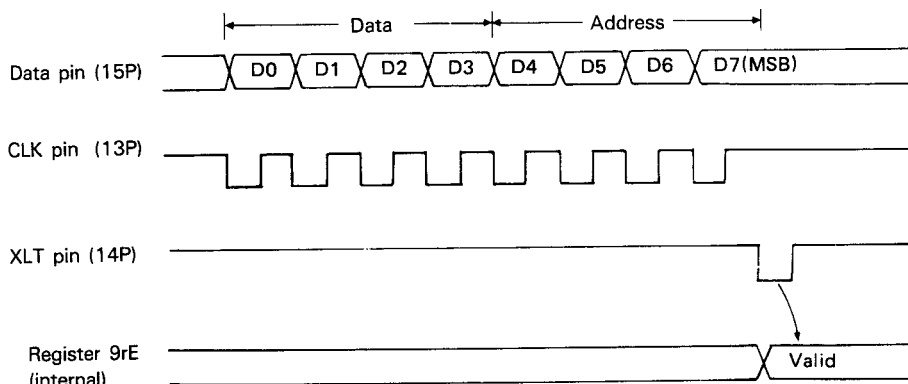 Data Address
Data pin (15P) D0 D1 D2 D3 D4 D5 D6 D7(MSB)
CLK pin (13P)
XLT pin (14P)
Register 9rE Valid
(internal)